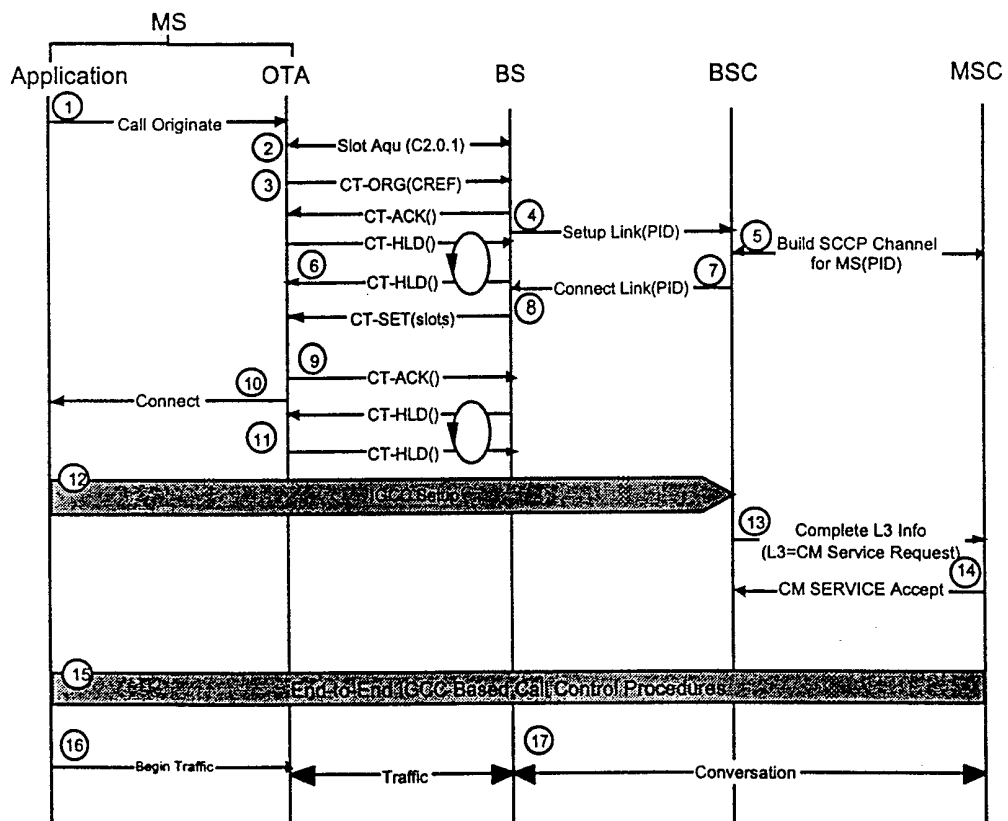 MS
Application OTA BS BSC MSC
1
Call Originate
2 Slot Aqu (C2.0.1)
3 CT-ORG(CREF)
CT-ACK() 4
Setup Link(PID) 5 Build SCCP Channel
for MS(PID)
CT-HLD()
6 7
CT-HLD() Connect Link(PID)
8
CT-SET(slots)
9
CT-ACK()
10
Connect
CT-HLD()
11
CT-HLD()
12 IGCC Setup
13 Complete L3 Info
(L3=CM Service Request)
14
CM SERVICE Accept
15
End-to-End IGCC Based Call Control Procedures
16 17
Begin Traffic Traffic Conversation